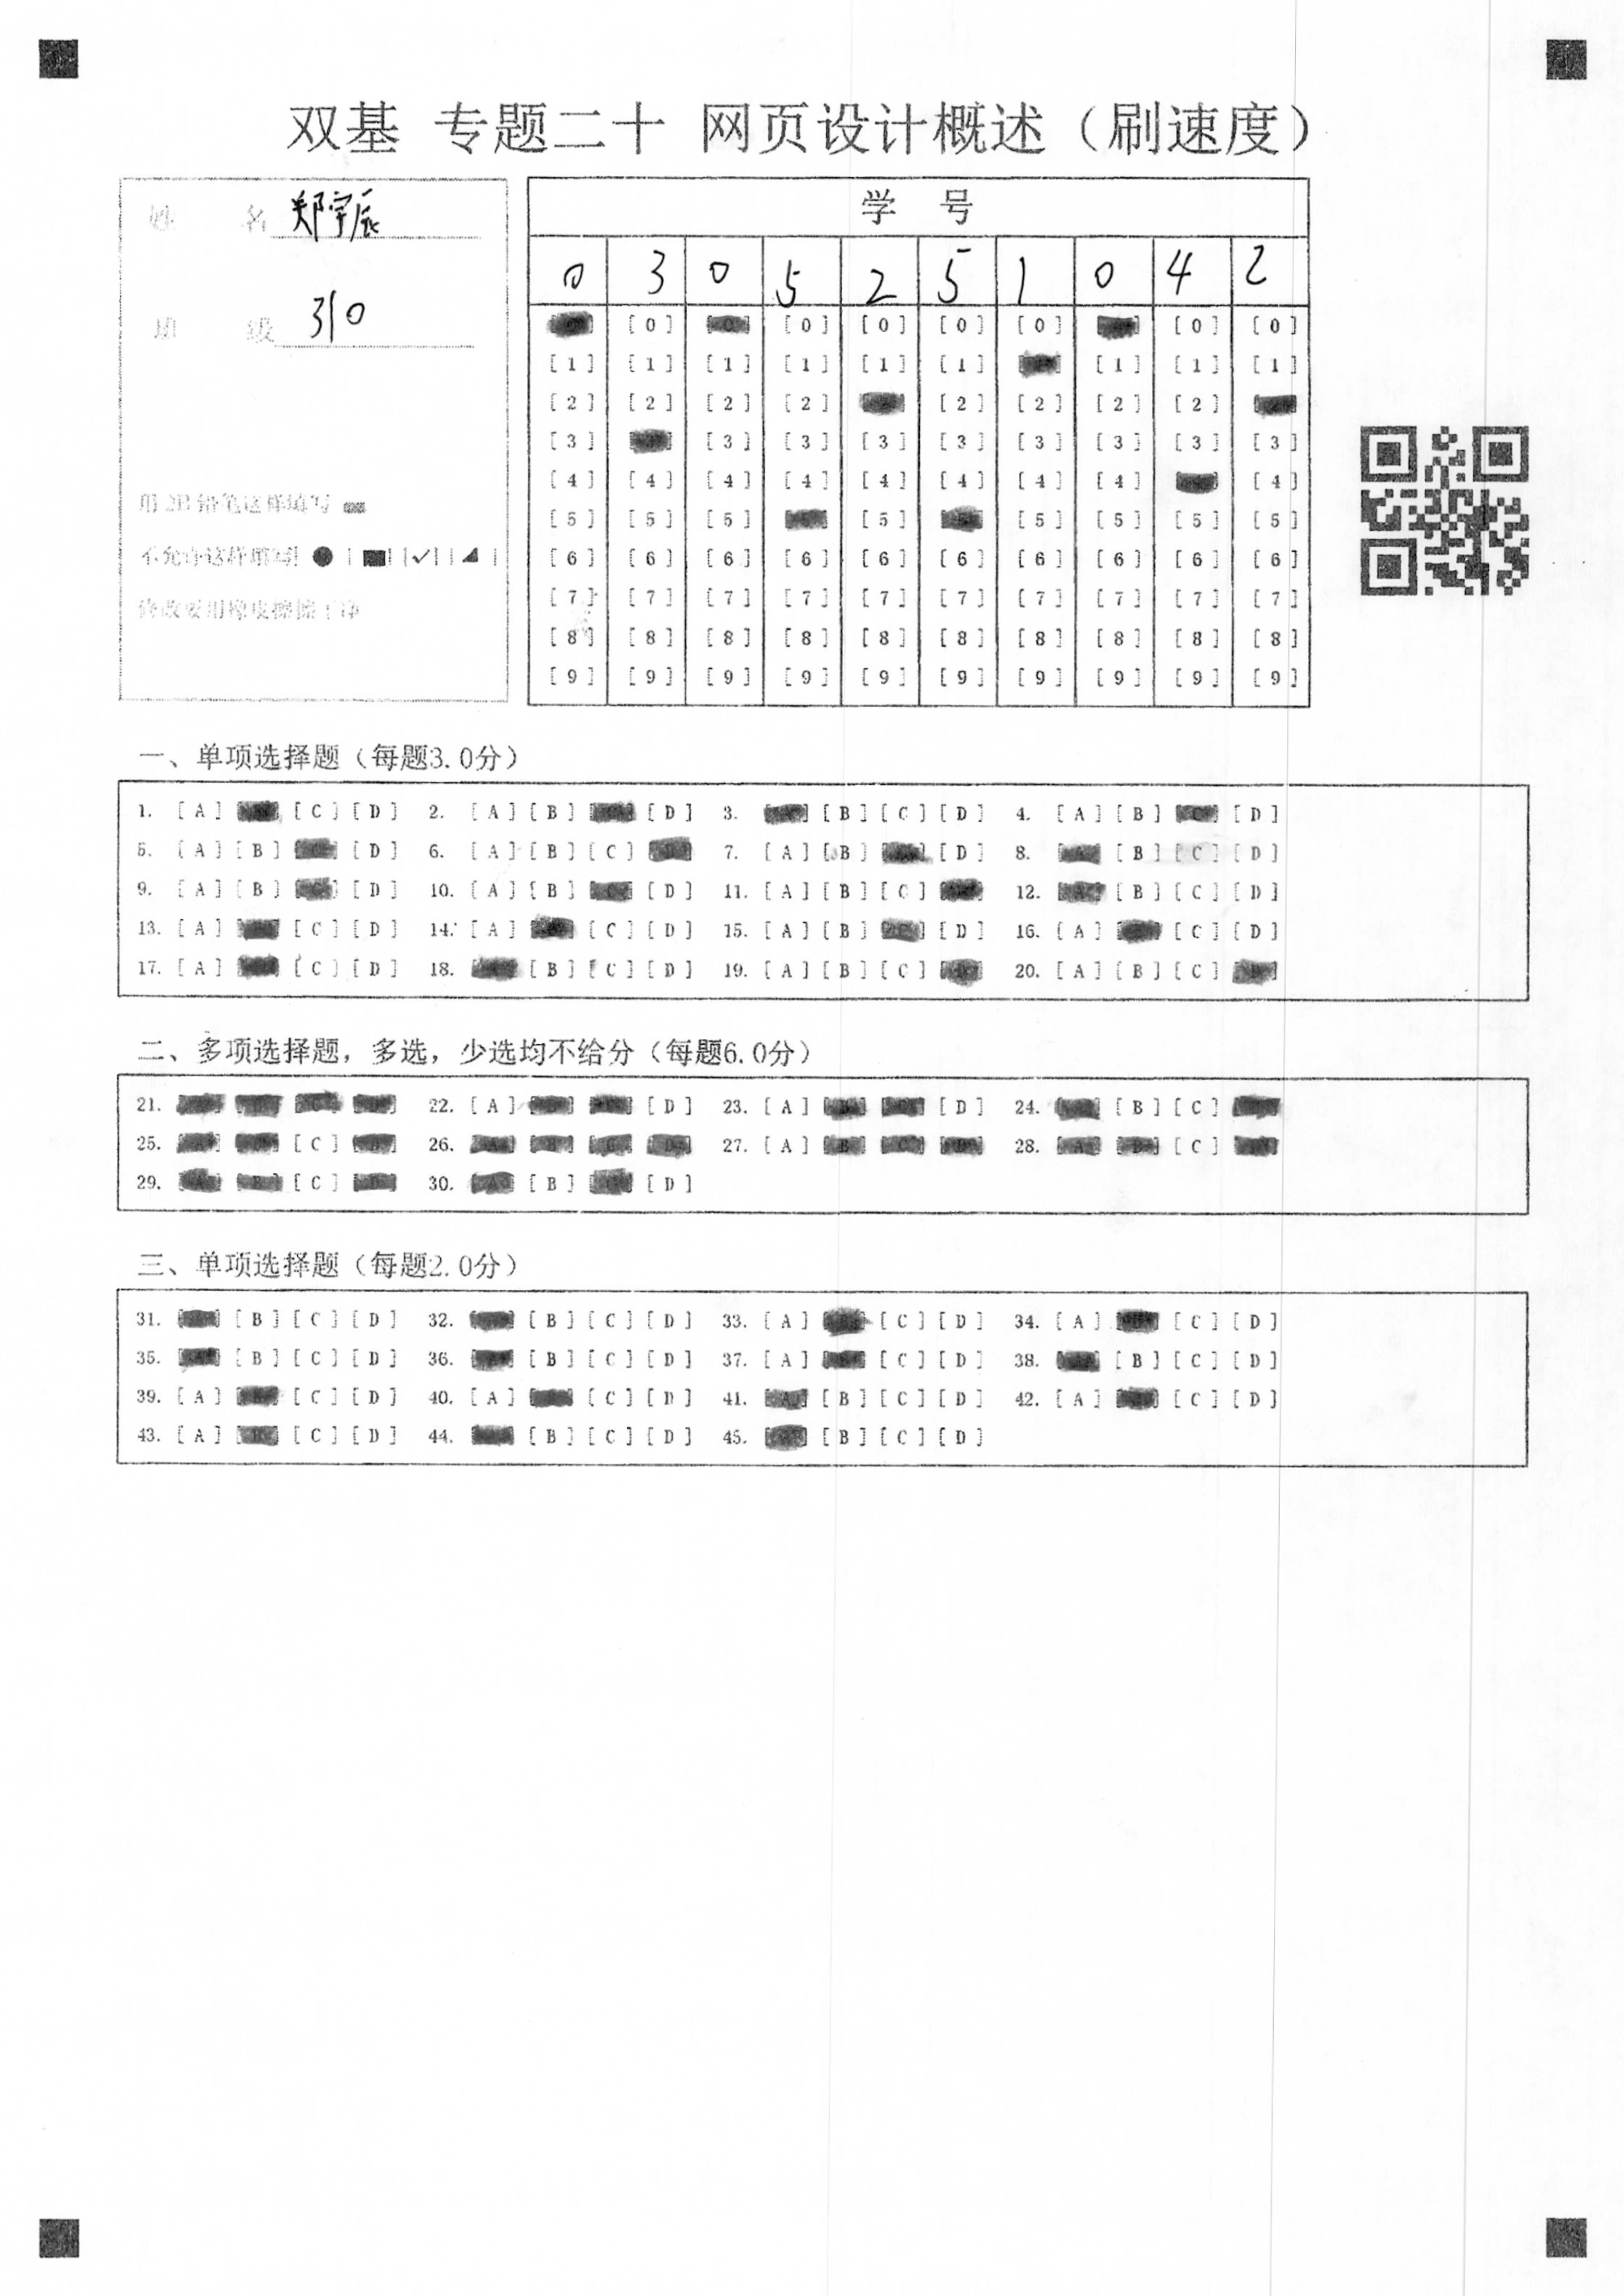 双基 专题二十 网页设计概述（刷速度）
姓 名 郑宇辰
班 级 310
用2B铅笔这样填写
不允许这样填写
修改要用橡皮擦擦干净
学 号
0 3 0 5 2 5 1 0 4 2
[0] [0] [0] [0] [0] [0] [0]
[1] [1] [1] [1] [1] [1] [1] [1] [1]
[2] [2] [2] [2] [2] [2] [2] [2]
[3] [3] [3] [3] [3] [3] [3] [3] [3]
[4] [4] [4] [4] [4] [4] [4] [4] [4]
[5] [5] [5] [5] [5] [5] [5] [5]
[6] [6] [6] [6] [6] [6] [6] [6] [6] [6]
[7] [7] [7] [7] [7] [7] [7] [7] [7] [7]
[8] [8] [8] [8] [8] [8] [8] [8] [8] [8]
[9] [9] [9] [9] [9] [9] [9] [9] [9] [9]
一、单项选择题（每题3.0分）
1. [A] [C] [D] 2. [A] [B] [D] 3. [B] [C] [D] 4. [A] [B] [D]
5. [A] [B] [D] 6. [A] [B] [C] 7. [A] [B] [D] 8. [B] [C] [D]
9. [A] [B] [D] 10. [A] [B] [D] 11. [A] [B] [C] 12. [B] [C] [D]
13. [A] [C] [D] 14. [A] [C] [D] 15. [A] [B] [D] 16. [A] [C] [D]
17. [A] [C] [D] 18. [B] [C] [D] 19. [A] [B] [C] 20. [A] [B] [C]
二、多项选择题，多选，少选均不给分（每题6.0分）
21. 22. [A] [D] 23. [A] [D] 24. [B] [C]
25. [C] 26. 27. [A] 28. [C]
29. [C] 30. [B] [D]
三、单项选择题（每题2.0分）
31. [B] [C] [D] 32. [B] [C] [D] 33. [A] [C] [D] 34. [A] [C] [D]
35. [B] [C] [D] 36. [B] [C] [D] 37. [A] [C] [D] 38. [B] [C] [D]
39. [A] [C] [D] 40. [A] [C] [D] 41. [B] [C] [D] 42. [A] [C] [D]
43. [A] [C] [D] 44. [B] [C] [D] 45. [B] [C] [D]